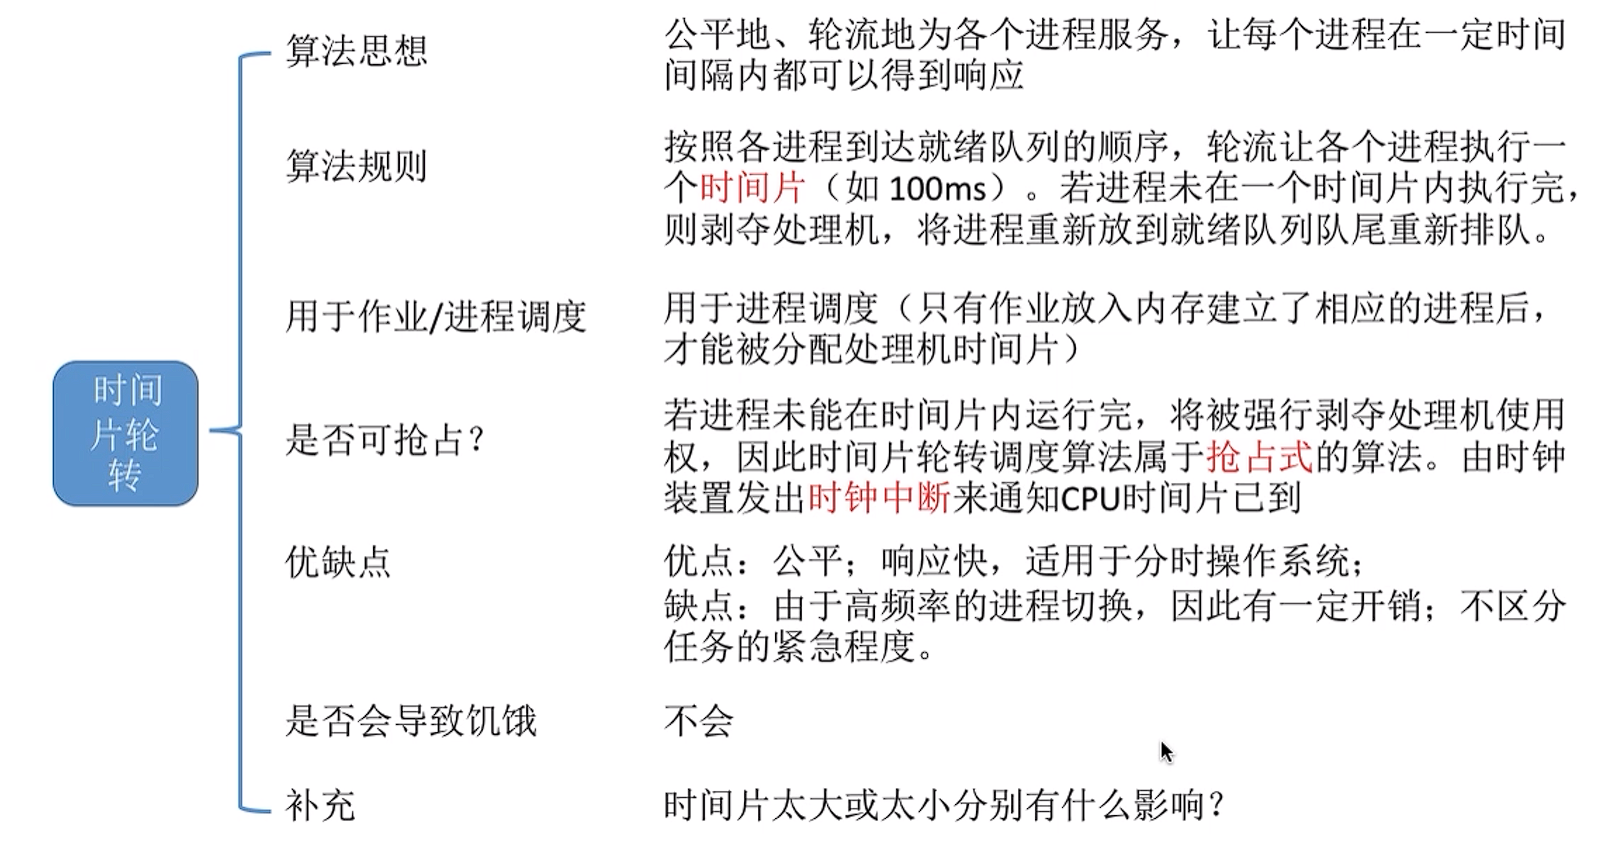 算法思想
公平地、轮流地为各个进程服务，让每个进程在一定时间
间隔内都可以得到响应
算法规则
按照各进程到达就绪队列的顺序，轮流让各个进程执行一
个时间片（如 100ms）。若进程未在一个时间片内执行完，
则剥夺处理机，将进程重新放到就绪队列队尾重新排队。
用于作业/进程调度
用于进程调度（只有作业放入内存建立了相应的进程后，
才能被分配处理机时间片）
时间
片轮
转
是否可抢占？
若进程未能在时间片内运行完，将被强行剥夺处理机使用
权，因此时间片轮转调度算法属于抢占式的算法。由时钟
装置发出时钟中断来通知CPU时间片已到
优缺点
优点：公平；响应快，适用于分时操作系统；
缺点：由于高频率的进程切换，因此有一定开销；不区分
任务的紧急程度。
是否会导致饥饿
不会
补充
时间片太大或太小分别有什么影响？